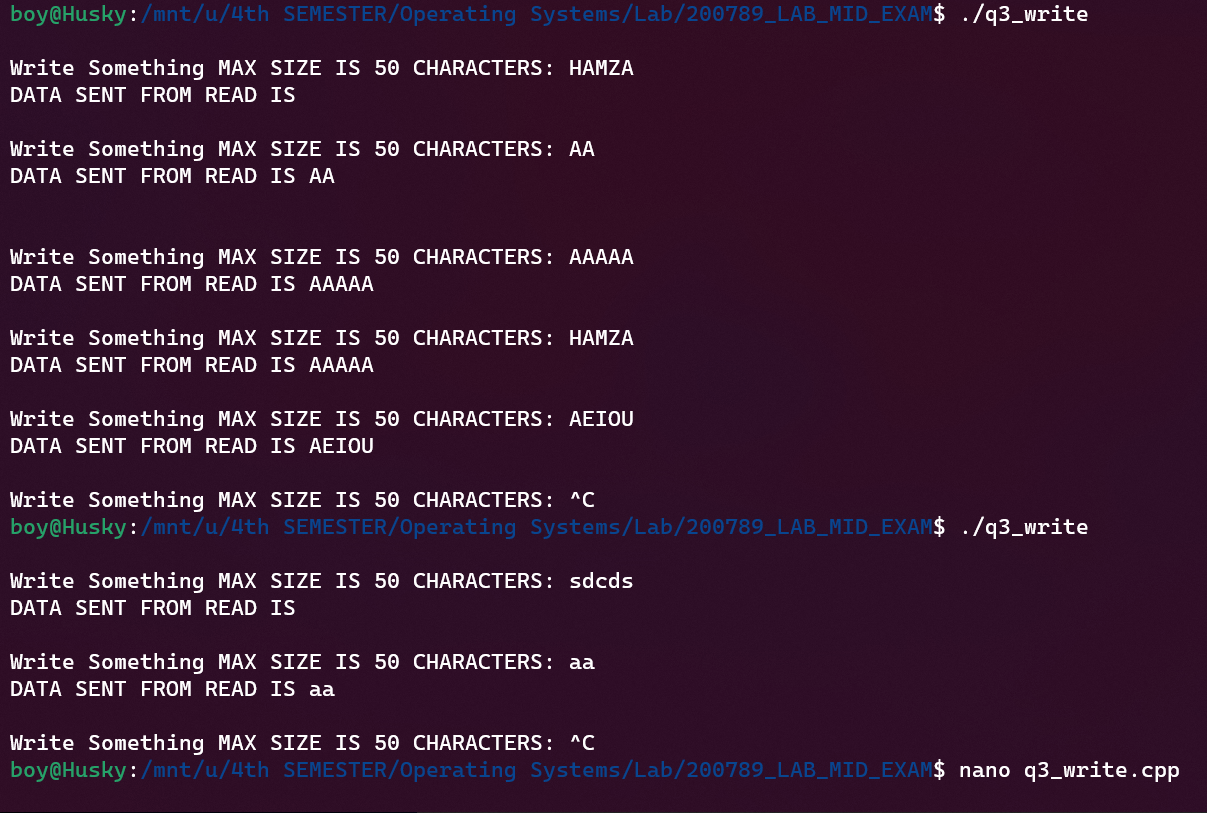 boy@Husky:/mnt/u/4th SEMESTER/Operating Systems/Lab/200789_LAB_MID_EXAM$ ./q3_write
Write Something MAX SIZE IS 50 CHARACTERS: HAMZA
DATA SENT FROM READ IS
Write Something MAX SIZE IS 50 CHARACTERS: AA
DATA SENT FROM READ IS AA
Write Something MAX SIZE IS 50 CHARACTERS: AAAAA
DATA SENT FROM READ IS AAAAA
Write Something MAX SIZE IS 50 CHARACTERS: HAMZA
DATA SENT FROM READ IS AAAAA
Write Something MAX SIZE IS 50 CHARACTERS: AEIOU
DATA SENT FROM READ IS AEIOU
Write Something MAX SIZE IS 50 CHARACTERS: ^C
boy@Husky:/mnt/u/4th SEMESTER/Operating Systems/Lab/200789_LAB_MID_EXAM$ ./q3_write
Write Something MAX SIZE IS 50 CHARACTERS: sdcds
DATA SENT FROM READ IS
Write Something MAX SIZE IS 50 CHARACTERS: aa
DATA SENT FROM READ IS aa
Write Something MAX SIZE IS 50 CHARACTERS: ^C
boy@Husky:/mnt/u/4th SEMESTER/Operating Systems/Lab/200789_LAB_MID_EXAM$ nano q3_write.cpp